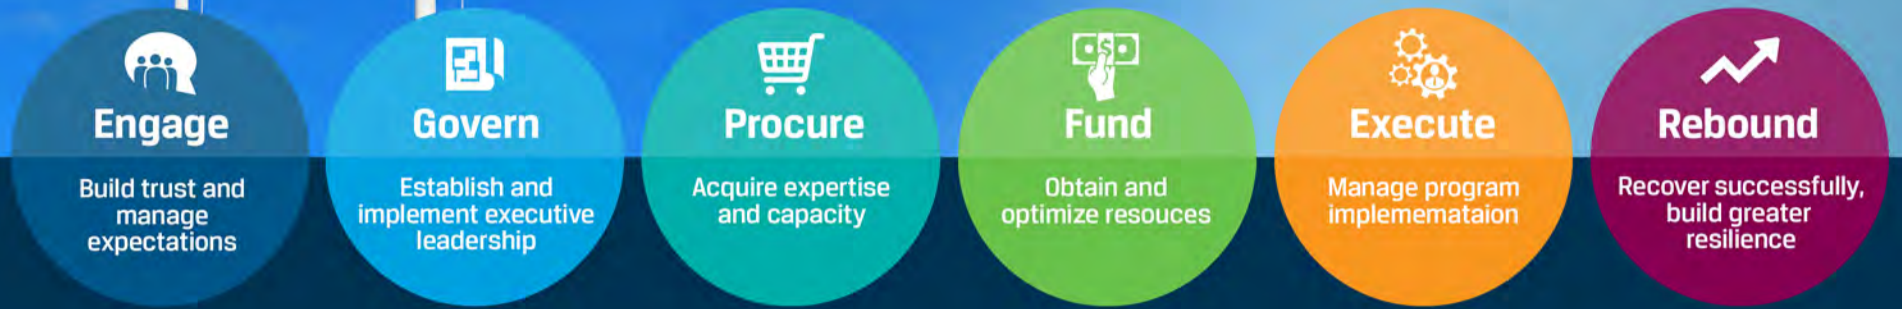 Engage
Build trust and
manage
expectations
Govern
Establish and
implement executive
leadership
Procure
Acquire expertise
and capacity
Fund
Obtain and
optimize resouces
Execute
Manage program
implememataion
Rebound
Recover successfully,
build greater
resilience